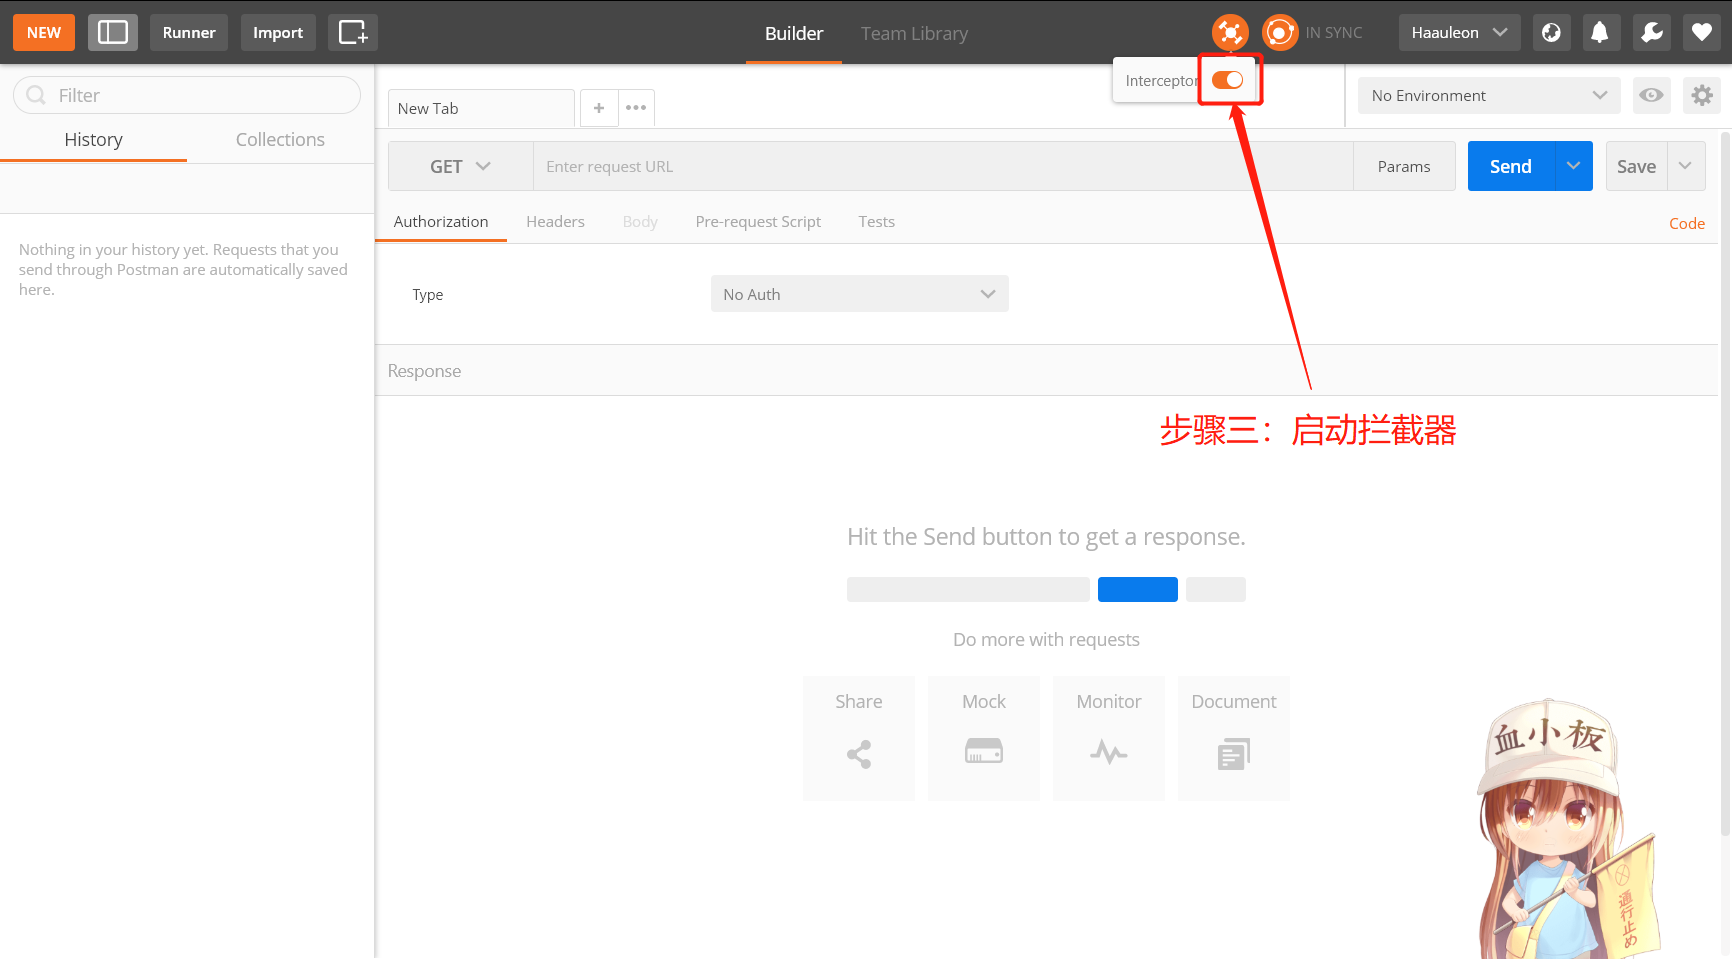 NEW
Runner
Import
Builder
Team Library
IN SYNC
Haauleon
Filter
History
Collections
Nothing in your history yet. Requests that you
send through Postman are automatically saved
here.
Interceptor
New Tab
No Environment
GET
Enter request URL
Params
Send
Save
Authorization
Headers
Body
Pre-request Script
Tests
Code
Type
No Auth
Response
步骤三：启动拦截器
Hit the Send button to get a response.
Do more with requests
Share
Mock
Monitor
Document
血小板
通行止め